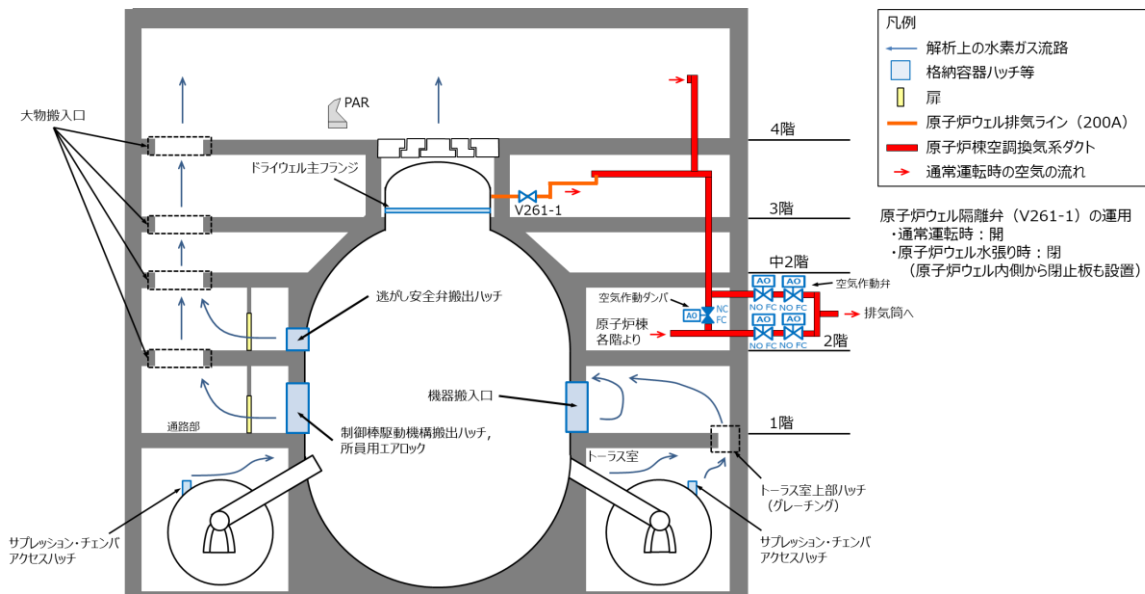 凡例
解析上の水素ガス流路
格納容器ハッチ等
扉
原子炉ウェル排気ライン（200A）
原子炉棟空調換気系ダクト
通常運転時の空気の流れ
大物搬入口
PAR
4階
ドライウェル主フランジ
V261-1
3階
原子炉ウェル隔離弁（V261-1）の運用
・通常運転時：開
・原子炉ウェル水張り時：閉
（原子炉ウェル内側から閉止板も設置）
中2階
逃がし安全弁搬出ハッチ
空気作動ダンパ
AO
NC
FC
AO
AO
空気作動弁
NO FC
NO FC
原子炉棟
各階より
AO
AO
NO FC
NO FC
排気筒へ
2階
機器搬入口
通路部
制御棒駆動機構搬出ハッチ,
所員用エアロック
1階
トーラス室
トーラス室上部ハッチ
（グレーチング）
サプレッション・チェンバ
アクセスハッチ
サプレッション・チェンバ
アクセスハッチ